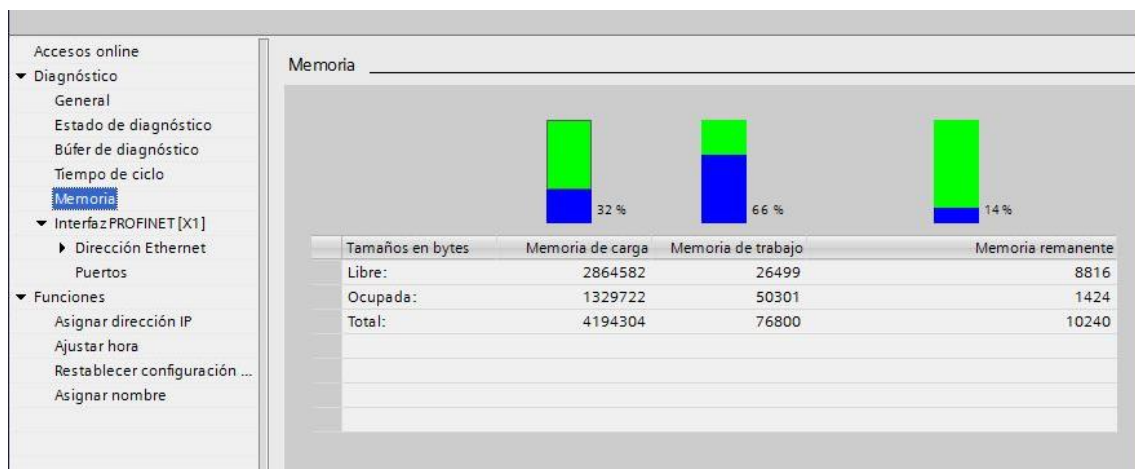 Accesos online
Diagnóstico
General
Estado de diagnóstico
Búfer de diagnóstico
Tiempo de ciclo
Memoria
Interfaz PROFINET [X1]
Dirección Ethernet
Puertos
Funciones
Asignar dirección IP
Ajustar hora
Restablecer configuración ...
Asignar nombre
Memoria
32 % 66 % 14 %
Tamaños en bytes Memoria de carga Memoria de trabajo Memoria remanente
Libre: 2864582 26499 8816
Ocupada: 1329722 50301 1424
Total: 4194304 76800 10240